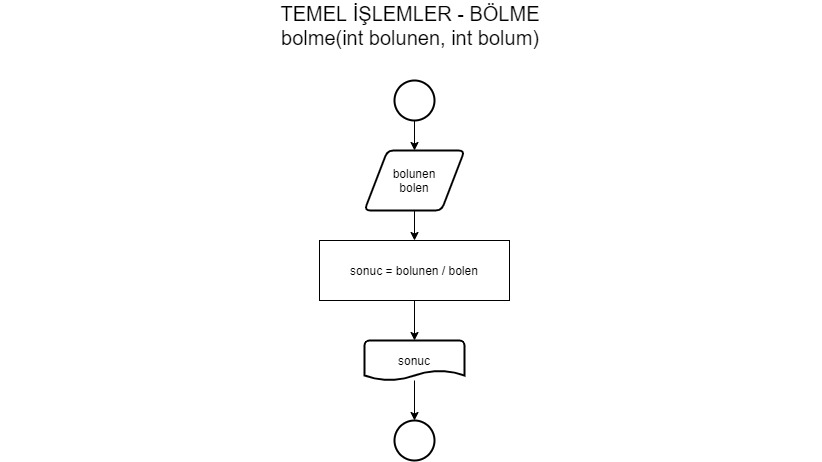 TEMEL İŞLEMLER - BÖLME
bolme(int bolunen, int bolum)
bolunen
bolen
sonuc = bolunen / bolen
sonuc